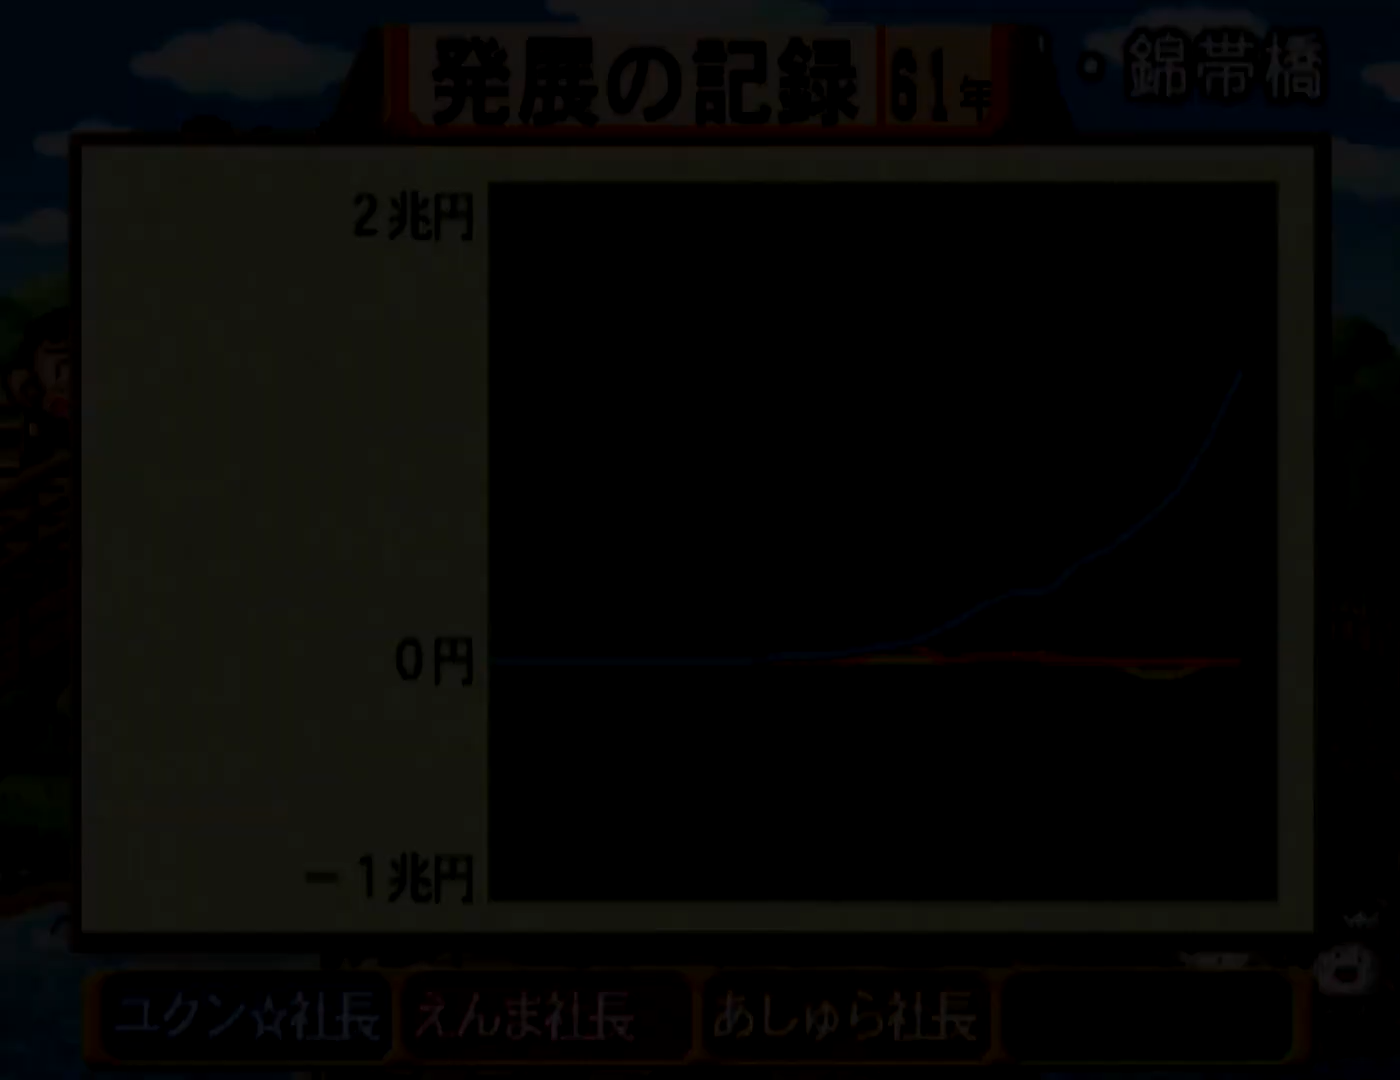 発展の記録 61年
・錦帯橋
2兆円
0円
－1兆円
ユクン☆社長 えんま社長 あしゅら社長